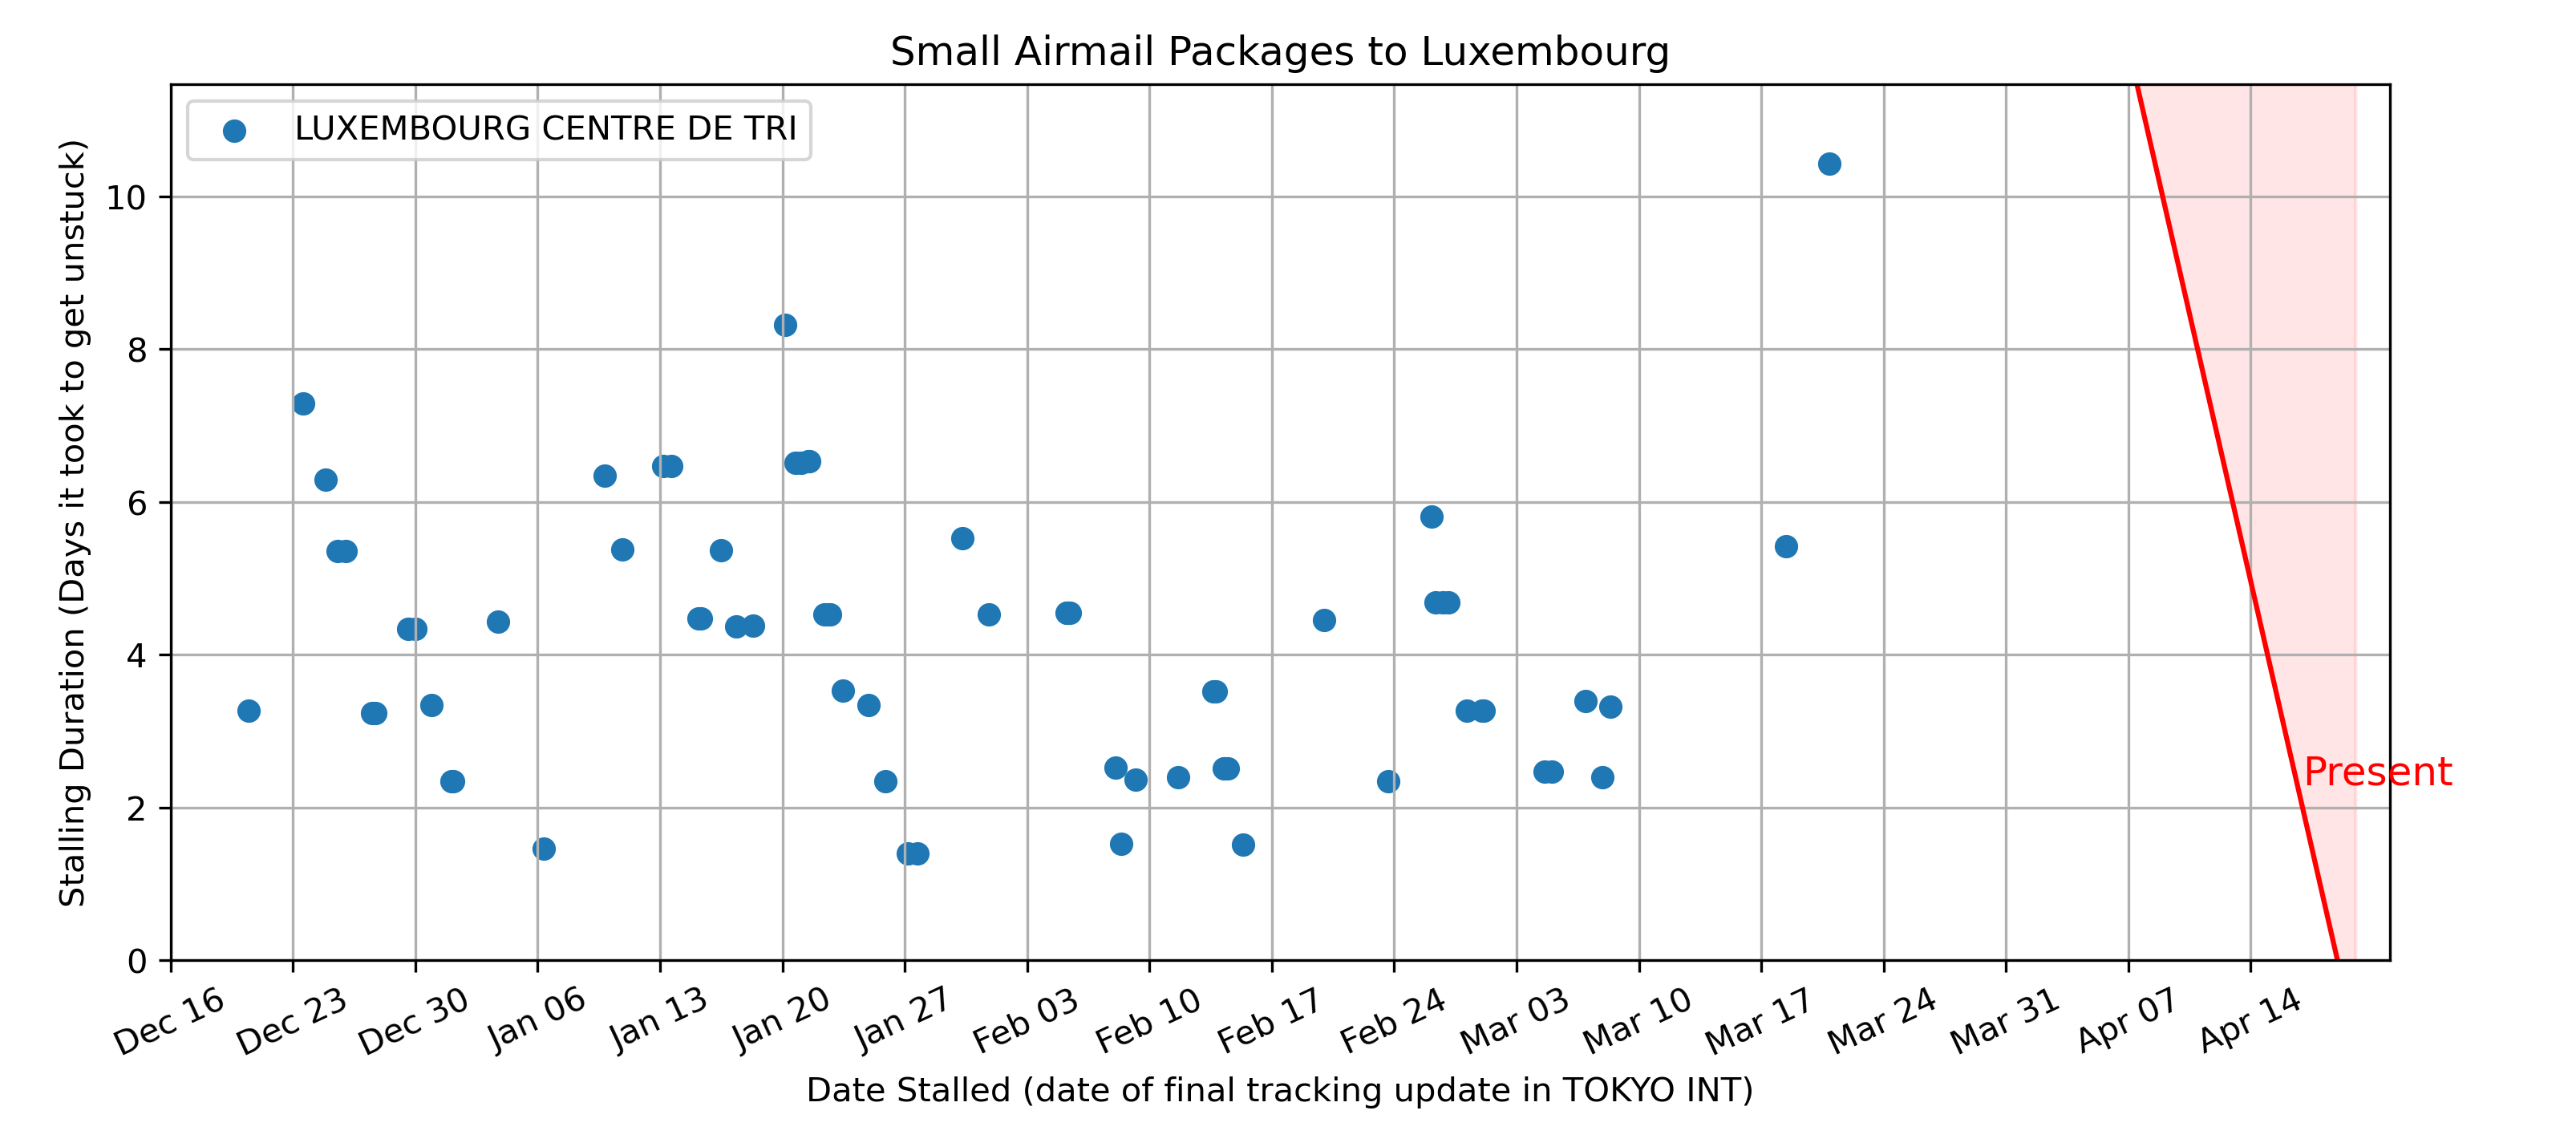 Small Airmail Packages to Luxembourg
LUXEMBOURG CENTRE DE TRI
Stalling Duration (Days it took to get unstuck)
10
8
6
4
2
0
Present
Dec 16
Dec 23
Dec 30
Jan 06
Jan 13
Jan 20
Jan 27
Feb 03
Feb 10
Feb 17
Feb 24
Mar 03
Mar 10
Mar 17
Mar 24
Mar 31
Apr 07
Apr 14
Date Stalled (date of final tracking update in TOKYO INT)